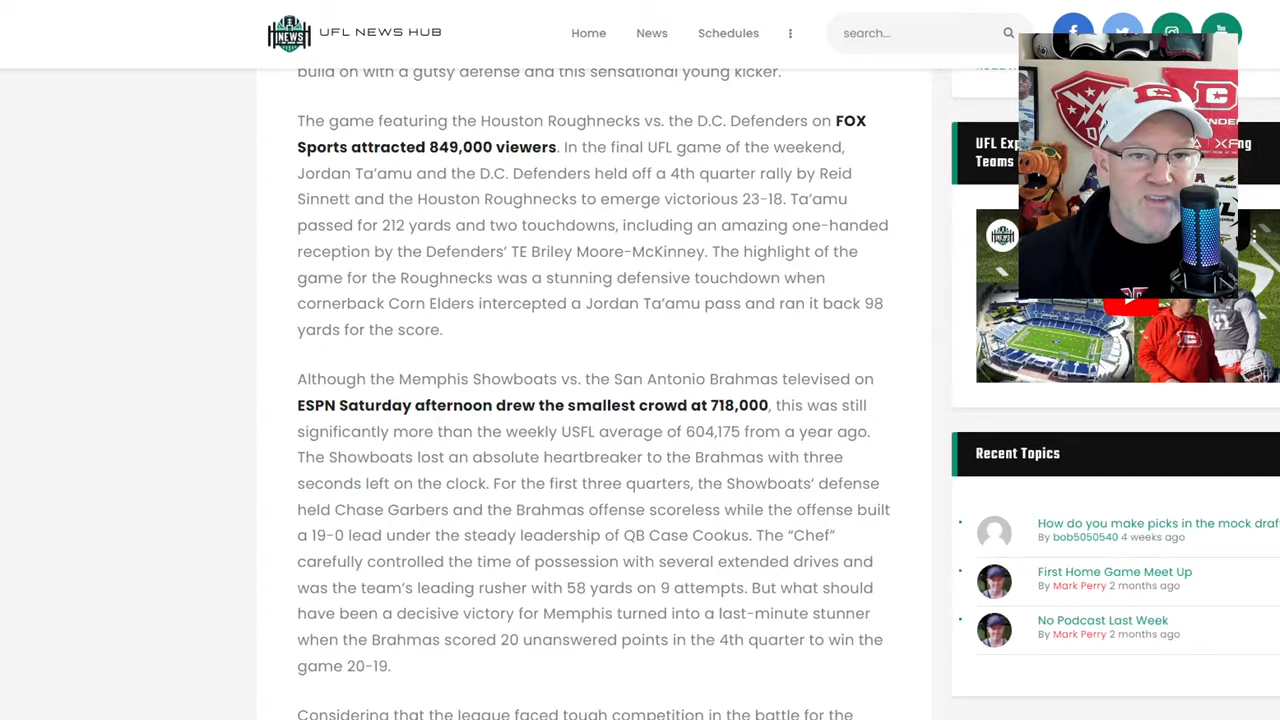 NEWS
UFL NEWS HUB
Home
News
Schedules
search...
build on with a gutsy defense and this sensational young kicker.
The game featuring the Houston Roughnecks vs. the D.C. Defenders on FOX
Sports attracted 849,000 viewers. In the final UFL game of the weekend,
Jordan Ta’amu and the D.C. Defenders held off a 4th quarter rally by Reid
Sinnett and the Houston Roughnecks to emerge victorious 23-18. Ta’amu
passed for 212 yards and two touchdowns, including an amazing one-handed
reception by the Defenders’ TE Briley Moore-McKinney. The highlight of the
game for the Roughnecks was a stunning defensive touchdown when
cornerback Corn Elders intercepted a Jordan Ta’amu pass and ran it back 98
yards for the score.
Although the Memphis Showboats vs. the San Antonio Brahmas televised on
ESPN Saturday afternoon drew the smallest crowd at 718,000, this was still
significantly more than the weekly USFL average of 604,175 from a year ago.
The Showboats lost an absolute heartbreaker to the Brahmas with three
seconds left on the clock. For the first three quarters, the Showboats’ defense
held Chase Garbers and the Brahmas offense scoreless while the offense built
a 19-0 lead under the steady leadership of QB Case Cookus. The “Chef”
carefully controlled the time of possession with several extended drives and
was the team’s leading rusher with 58 yards on 9 attempts. But what should
have been a decisive victory for Memphis turned into a last-minute stunner
when the Brahmas scored 20 unanswered points in the 4th quarter to win the
game 20-19.
Considering that the league faced tough competition in the battle for the
UFL Exp
Teams
Recent Topics
How do you make picks in the mock draf
By bob5050540 4 weeks ago
First Home Game Meet Up
By Mark Perry 2 months ago
No Podcast Last Week
By Mark Perry 2 months ago